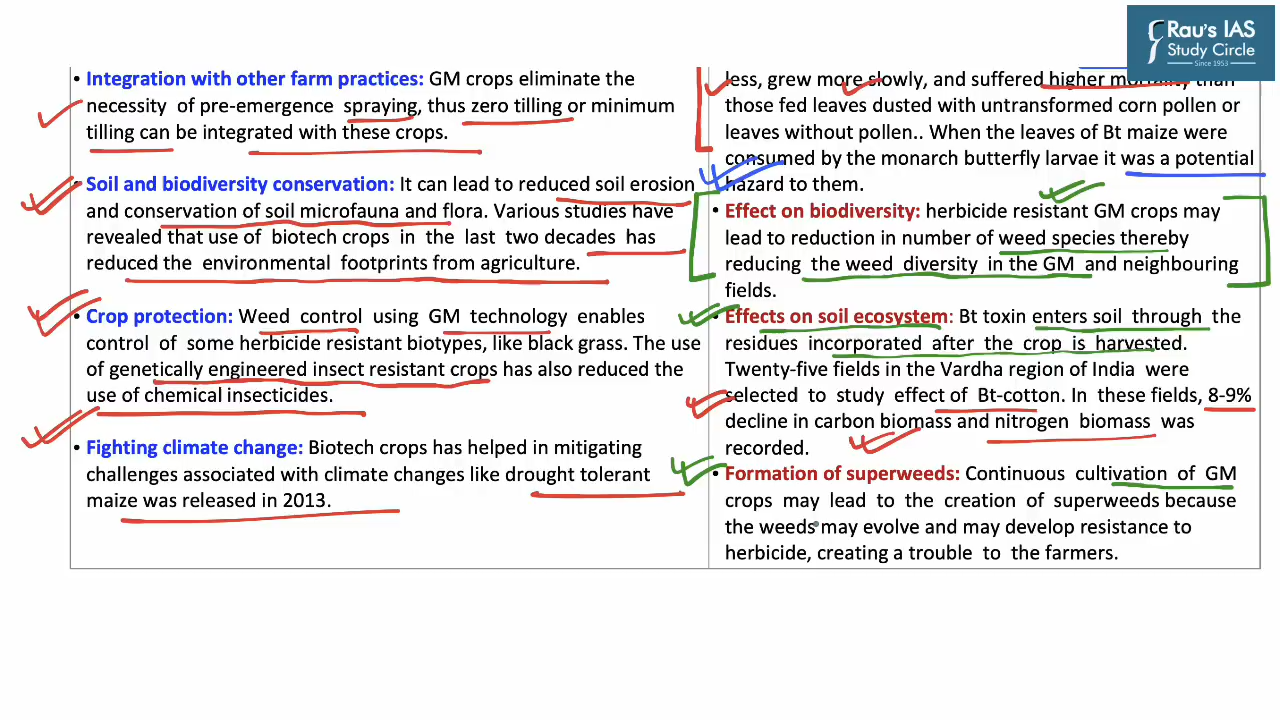 Rau's IAS
Study Circle
Since 1953
• Integration with other farm practices: GM crops eliminate the
necessity of pre-emergence spraying, thus zero tilling or minimum
tilling can be integrated with these crops.
• Soil and biodiversity conservation: It can lead to reduced soil erosion
and conservation of soil microfauna and flora. Various studies have
revealed that use of biotech crops in the last two decades has
reduced the environmental footprints from agriculture.
• Crop protection: Weed control using GM technology enables
control of some herbicide resistant biotypes, like black grass. The use
of genetically engineered insect resistant crops has also reduced the
use of chemical insecticides.
• Fighting climate change: Biotech crops has helped in mitigating
challenges associated with climate changes like drought tolerant
maize was released in 2013.
less, grew more slowly, and suffered higher mortality than
those fed leaves dusted with untransformed corn pollen or
leaves without pollen.. When the leaves of Bt maize were
consumed by the monarch butterfly larvae it was a potential
hazard to them.
• Effect on biodiversity: herbicide resistant GM crops may
lead to reduction in number of weed species thereby
reducing the weed diversity in the GM and neighbouring
fields.
• Effects on soil ecosystem: Bt toxin enters soil through the
residues incorporated after the crop is harvested.
Twenty-five fields in the Vardha region of India were
selected to study effect of Bt-cotton. In these fields, 8-9%
decline in carbon biomass and nitrogen biomass was
recorded.
• Formation of superweeds: Continuous cultivation of GM
crops may lead to the creation of superweeds because
the weeds may evolve and may develop resistance to
herbicide, creating a trouble to the farmers.